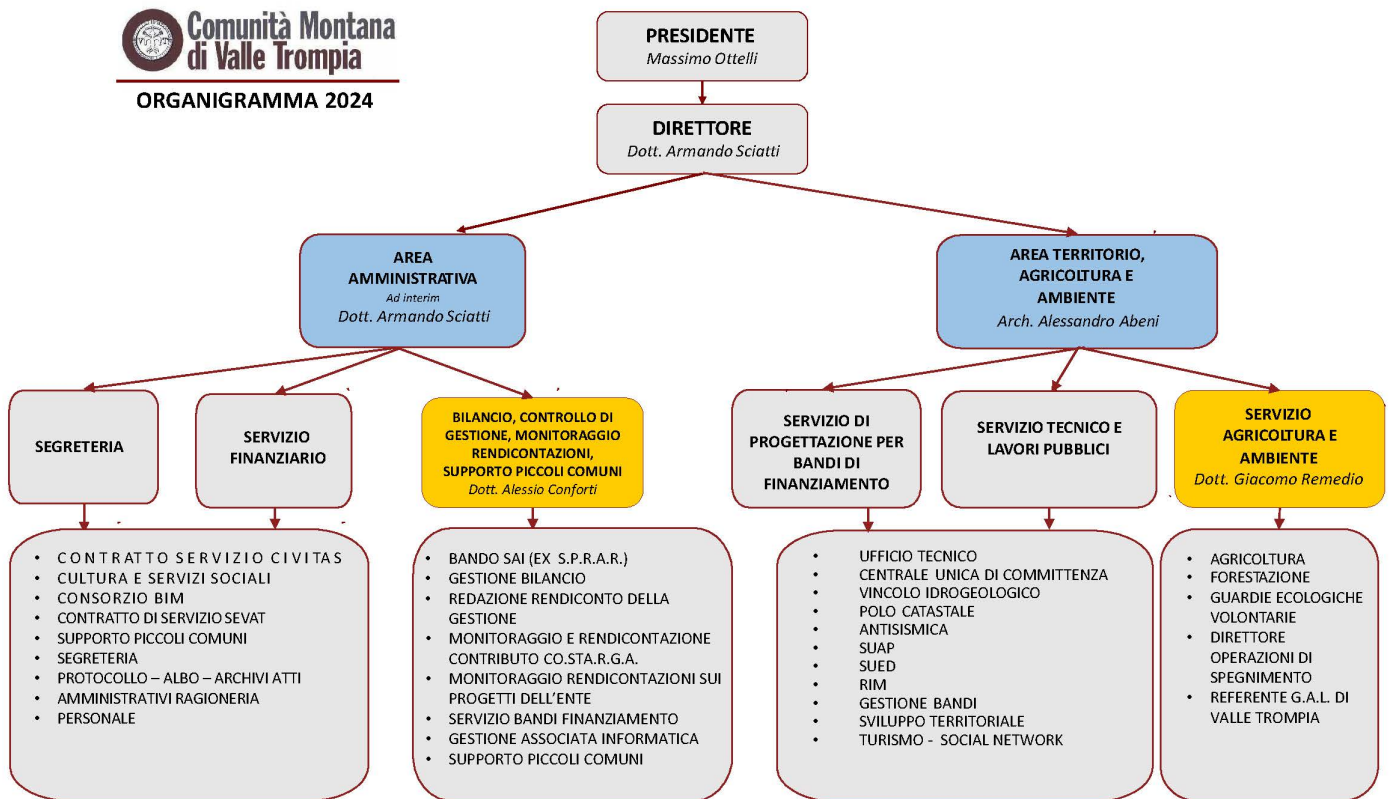 Comunità Montana
di Valle Trompia
ORGANIGRAMMA 2024
PRESIDENTE
Massimo Ottelli
DIRETTORE
Dott. Armando Sciatti
AREA
AMMINISTRATIVA
Ad interim
Dott. Armando Sciatti
AREA TERRITORIO,
AGRICOLTURA E
AMBIENTE
Arch. Alessandro Abeni
SEGRETERIA
SERVIZIO
FINANZIARIO
BILANCIO, CONTROLLO DI
GESTIONE, MONITORAGGIO
RENDICONTAZIONI,
SUPPORTO PICCOLI COMUNI
Dott. Alessio Conforti
SERVIZIO DI
PROGETTAZIONE PER
BANDI DI
FINANZIAMENTO
SERVIZIO TECNICO E
LAVORI PUBBLICI
SERVIZIO
AGRICOLTURA E
AMBIENTE
Dott. Giacomo Remedio
• CONTRATTO SERVIZIO CIVITAS
• CULTURA E SERVIZI SOCIALI
• CONSORZIO BIM
• CONTRATTO DI SERVIZIO SEVAT
• SUPPORTO PICCOLI COMUNI
• SEGRETERIA
• PROTOCOLLO – ALBO – ARCHIVI ATTI
• AMMINISTRATIVI RAGIONERIA
• PERSONALE
• BANDO SAI (EX S.P.R.A.R.)
• GESTIONE BILANCIO
• REDAZIONE RENDICONTO DELLA
GESTIONE
• MONITORAGGIO E RENDICONTAZIONE
CONTRIBUTO CO.STA.R.G.A.
• MONITORAGGIO RENDICONTAZIONI SUI
PROGETTI DELL'ENTE
• SERVIZIO BANDI FINANZIAMENTO
• GESTIONE ASSOCIATA INFORMATICA
• SUPPORTO PICCOLI COMUNI
• UFFICIO TECNICO
• CENTRALE UNICA DI COMMITTENZA
• VINCOLO IDROGEOLOGICO
• POLO CATASTALE
• ANTISISMICA
• SUAP
• SUED
• RIM
• GESTIONE BANDI
• SVILUPPO TERRITORIALE
• TURISMO - SOCIAL NETWORK
• AGRICOLTURA
• FORESTAZIONE
• GUARDIE ECOLOGICHE
VOLONTARIE
• DIRETTORE
OPERAZIONI DI
SPEGNIMENTO
• REFERENTE G.A.L. DI
VALLE TROMPIA